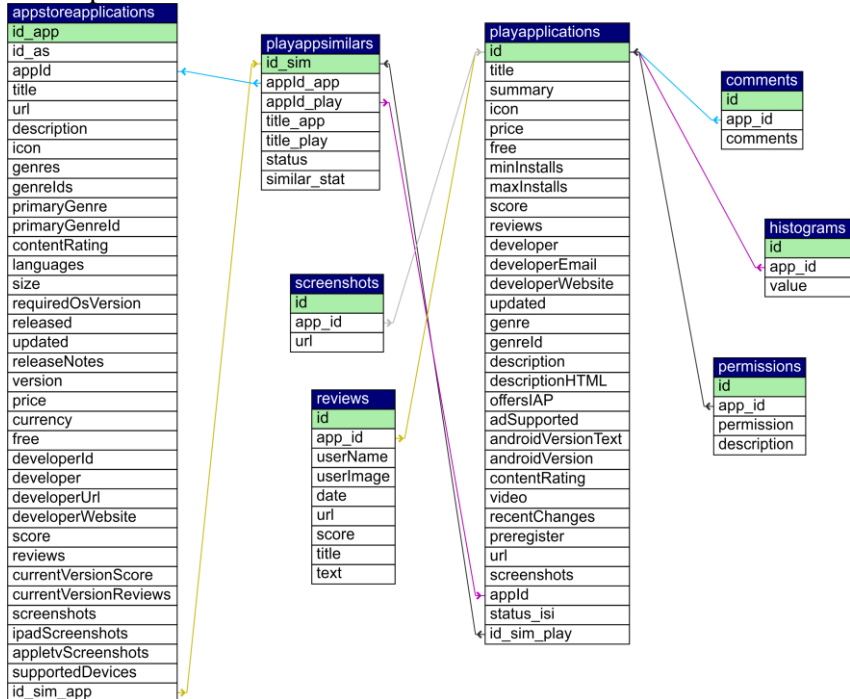 appstoreapplications
id_app
id_as
appId
title
url
description
icon
genres
genreIds
primaryGenre
primaryGenreId
contentRating
languages
size
requiredOsVersion
released
updated
releaseNotes
version
price
currency
free
developerId
developer
developerUrl
developerWebsite
score
reviews
currentVersionScore
currentVersionReviews
screenshots
ipadScreenshots
appletvScreenshots
supportedDevices
id_sim_app
playappsimilars
id_sim
appId_app
appId_play
title_app
title_play
status
similar_stat
screenshots
id
app_id
url
reviews
id
app_id
userName
userImage
date
url
score
title
text
playapplications
id
title
summary
icon
price
free
minInstalls
maxInstalls
score
reviews
developer
developerEmail
developerWebsite
updated
genre
genreId
description
descriptionHTML
offersIAP
adSupported
androidVersionText
androidVersion
contentRating
video
recentChanges
preregister
url
screenshots
appId
status_isi
id_sim_play
comments
id
app_id
comments
histograms
id
app_id
value
permissions
id
app_id
permission
description